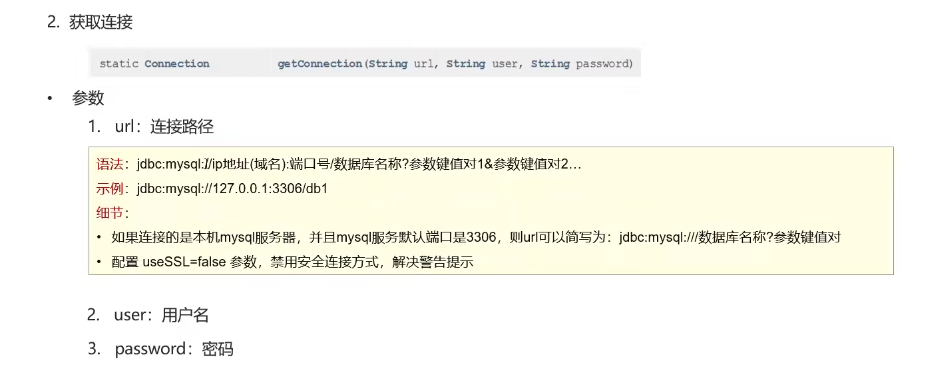 2. 获取连接
static Connection getConnection(String url, String user, String password)
• 参数
1. url：连接路径
语法：jdbc:mysql://ip地址(域名):端口号/数据库名称?参数键值对1&参数键值对2…
示例：jdbc:mysql://127.0.0.1:3306/db1
细节：
• 如果连接的是本机mysql服务器，并且mysql服务默认端口是3306，则url可以简写为：jdbc:mysql:///数据库名称?参数键值对
• 配置 useSSL=false 参数，禁用安全连接方式，解决警告提示
2. user：用户名
3. password：密码